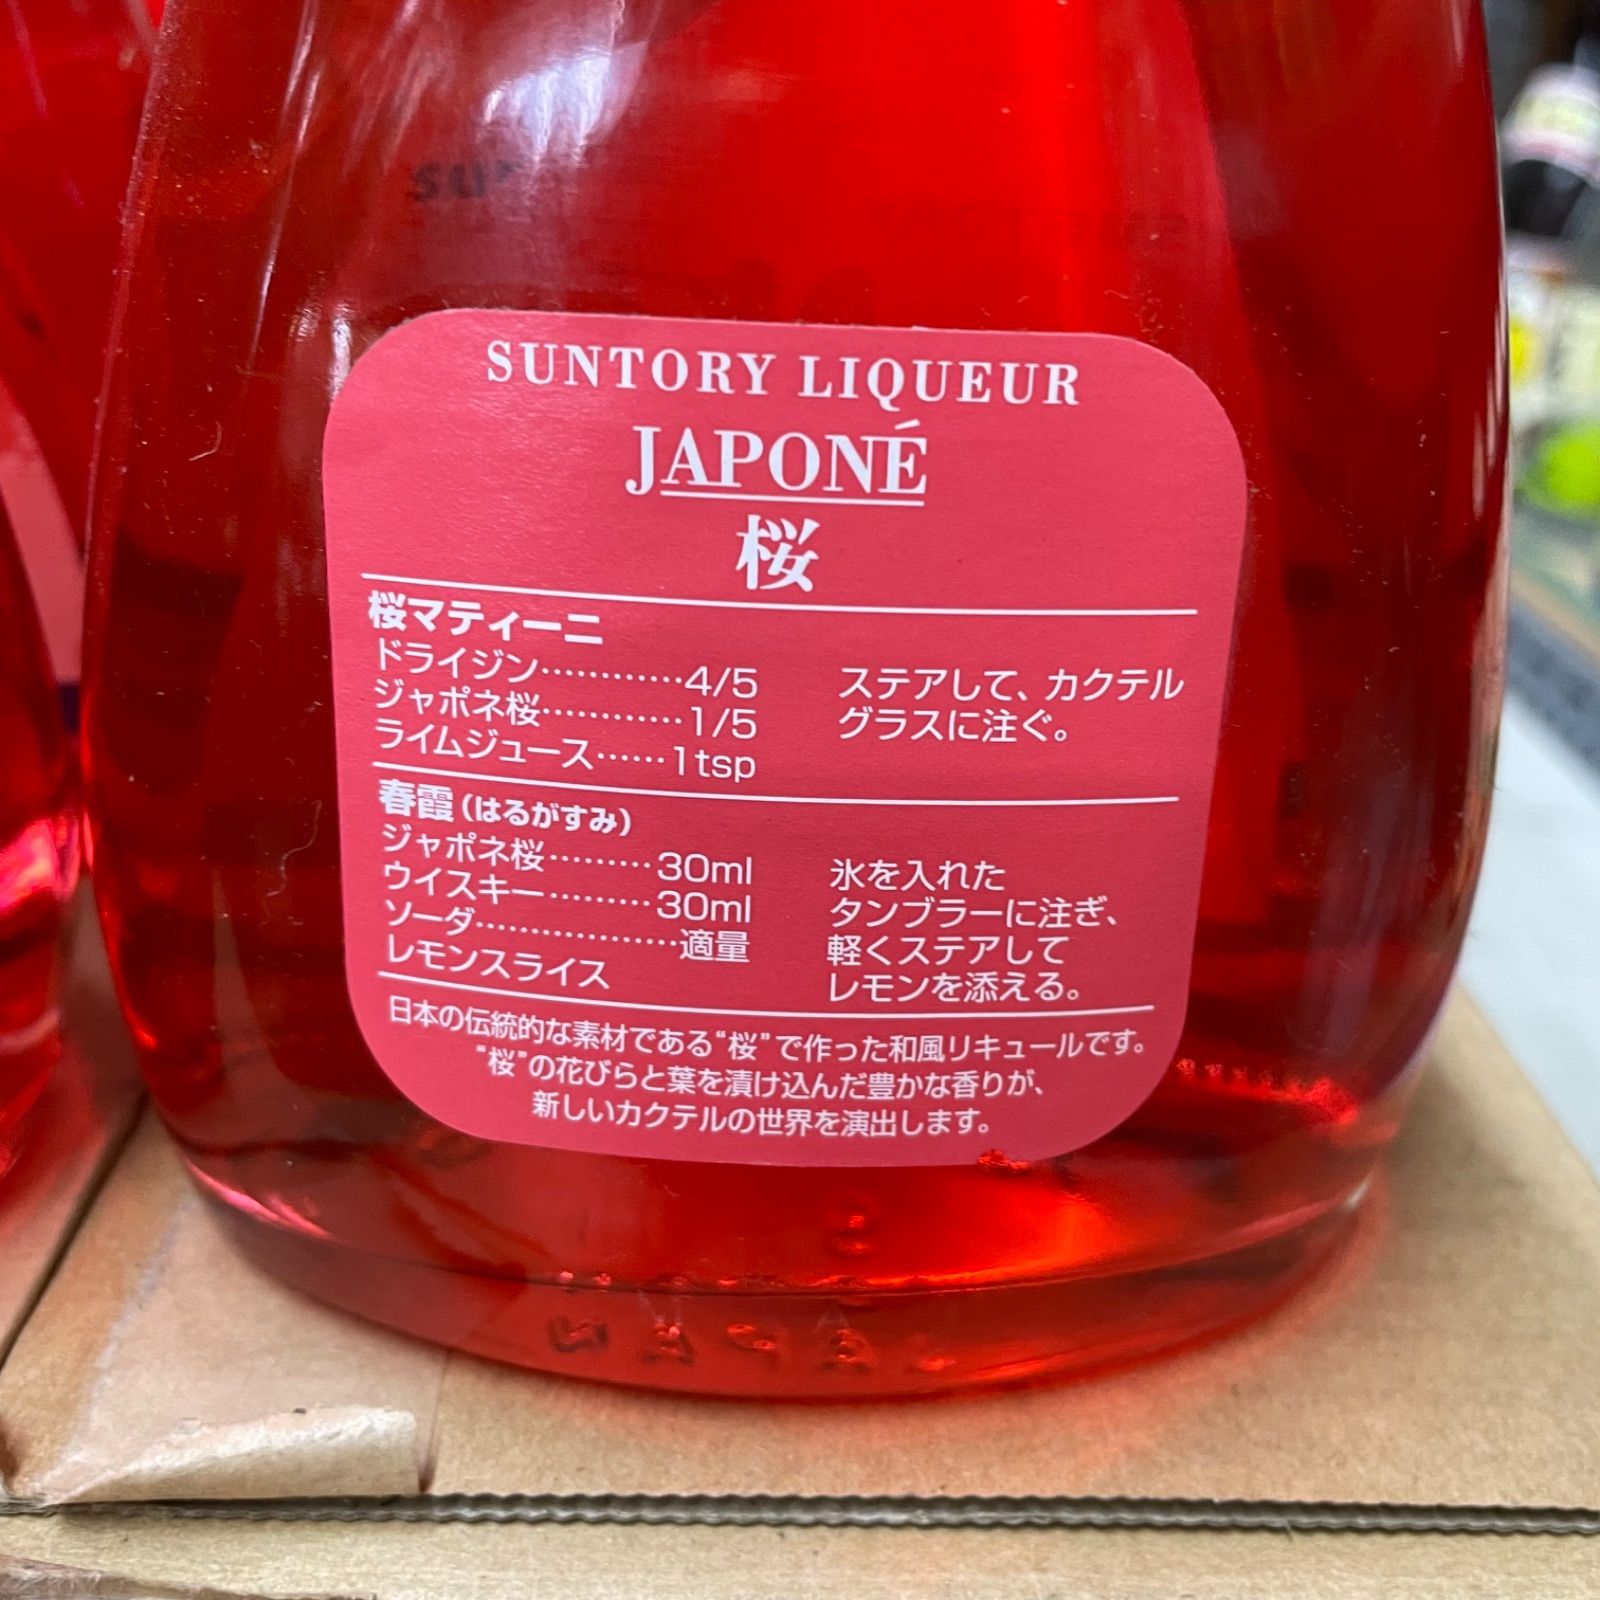 SUNTORY LIQUEUR
JAPONÉ
桜
桜マティーニ
ドライジン…………4/5
ジャポネ桜…………1/5
ライムジュース……1tsp
ステアして、カクテル
グラスに注ぐ。
春霞(はるがすみ)
ジャポネ桜………30ml
ウイスキー………30ml
ソーダ………………適量
レモンスライス
氷を入れた
タンブラーに注ぎ、
軽くステアして
レモンを添える。
日本の伝統的な素材である“桜”で作った和風リキュールです。
“桜”の花びらと葉を漬け込んだ豊かな香りが、
新しいカクテルの世界を演出します。